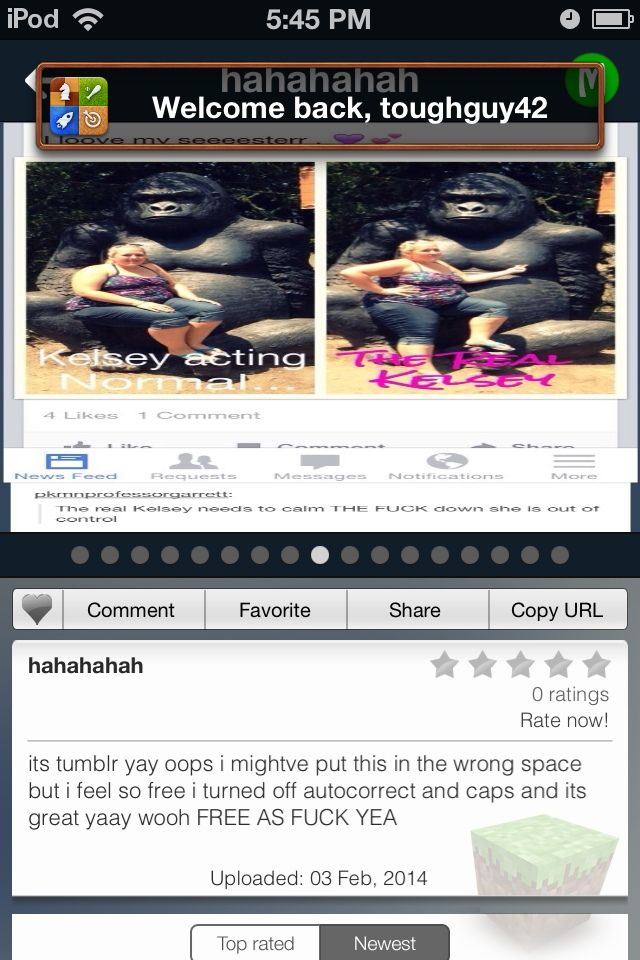 iPod
5:45 PM
hahahahah
M
Welcome back, toughguy42
I loove my seeeesterr .
Kelsey acting
Normal...
The Real
Kelsey
4 Likes 1 Comment
Like Comment Share
News Feed Requests Messages Notifications More
pkmnprofessorgarrett:
The real Kelsey needs to calm THE FUCK down she is out of
control
Comment Favorite Share Copy URL
hahahahah
0 ratings
Rate now!
its tumblr yay oops i mightve put this in the wrong space
but i feel so free i turned off autocorrect and caps and its
great yaay wooh FREE AS FUCK YEA
Uploaded: 03 Feb, 2014
Top rated Newest